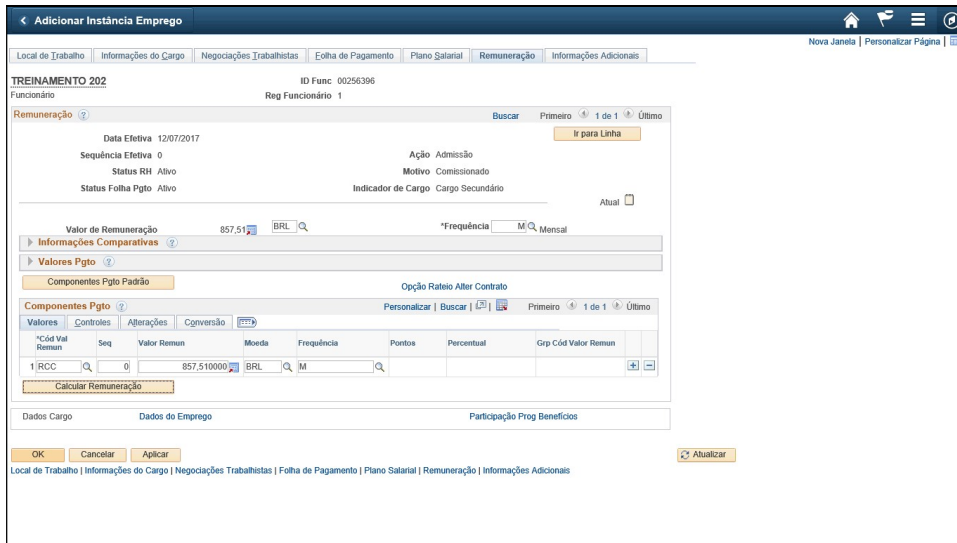 Adicionar Instância Emprego
Nova Janela | Personalizar Página |
Local de Trabalho Informações do Cargo Negociações Trabalhistas Folha de Pagamento Plano Salarial Remuneração Informações Adicionais
TREINAMENTO 202 ID Func 00256396
Funcionário Reg Funcionário 1
Remuneração Buscar Primeiro 1 de 1 Último
Ir para Linha
Data Efetiva 12/07/2017
Sequência Efetiva 0 Ação Admissão
Status RH Ativo Motivo Comissionado
Status Folha Pgto Ativo Indicador de Cargo Cargo Secundário
Atual
Valor de Remuneração 857,51 BRL *Frequência M Mensal
Informações Comparativas
Valores Pgto
Componentes Pgto Padrão Opção Rateio Alter Contrato
Componentes Pgto Personalizar | Buscar | | Primeiro 1 de 1 Último
Valores Controles Alterações Conversão
*Cód Val Remun Seq Valor Remun Moeda Frequência Pontos Percentual Grp Cód Valor Remun
1 RCC 0 857,510000 BRL M
Calcular Remuneração
Dados Cargo Dados do Emprego Participação Prog Benefícios
OK Cancelar Aplicar Atualizar
Local de Trabalho | Informações do Cargo | Negociações Trabalhistas | Folha de Pagamento | Plano Salarial | Remuneração | Informações Adicionais